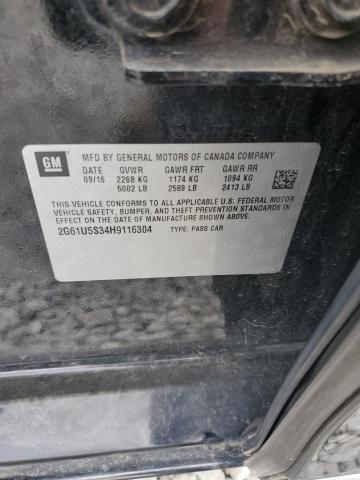 GM
MFD BY GENERAL MOTORS OF CANADA COMPANY
DATE GVWR GAWR FRT GAWR RR
09/16 2268 KG 1174 KG 1094 KG
5002 LB 2589 LB 2413 LB
THIS VEHICLE CONFORMS TO ALL APPLICABLE U.S. FEDERAL MOTOR
VEHICLE SAFETY, BUMPER, AND THEFT PREVENTION STANDARDS
IN EFFECT ON THE DATE OF MANUFACTURE SHOWN ABOVE.
2G61U5S34H9116304 TYPE: PASS CAR